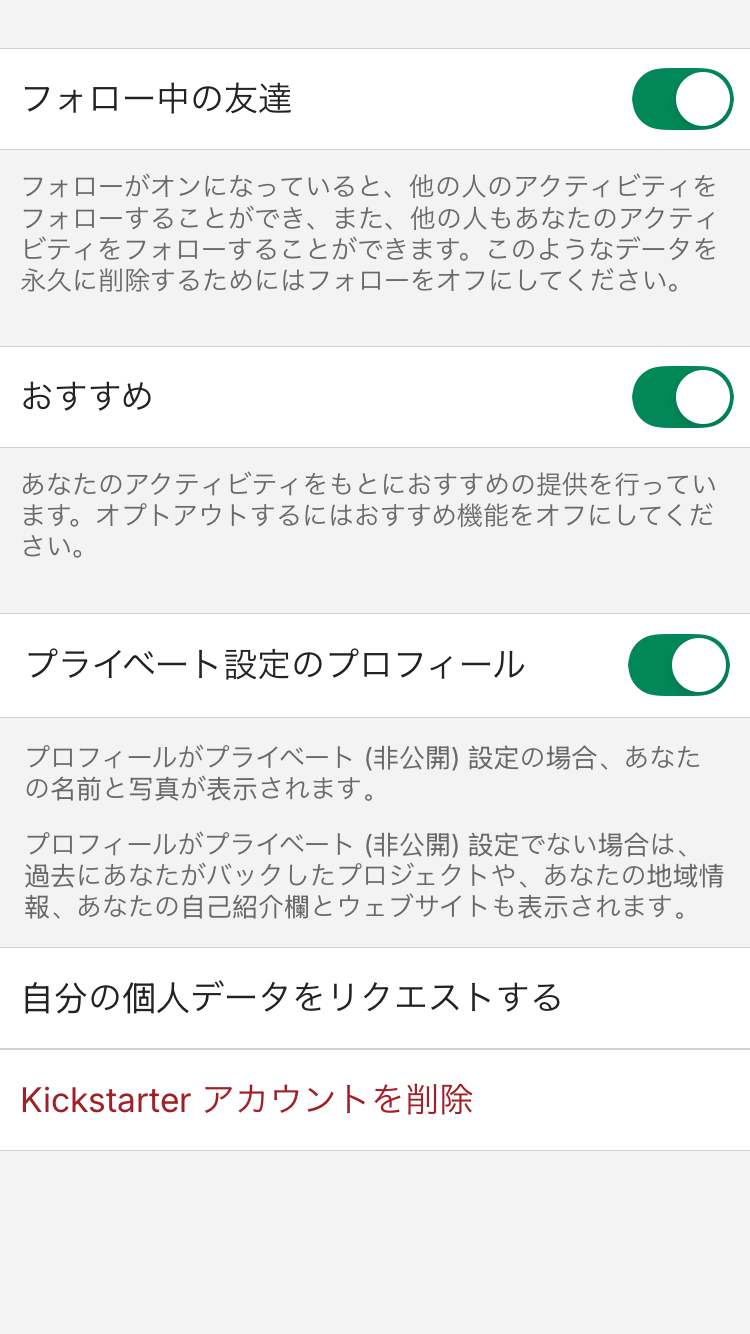 フォロー中の友達
フォローがオンになっていると、他の人のアクティビティを
フォローすることができ、また、他の人もあなたのアクティ
ビティをフォローすることができます。このようなデータを
永久に削除するためにはフォローをオフにしてください。
おすすめ
あなたのアクティビティをもとにおすすめの提供を行ってい
ます。オプトアウトするにはおすすめ機能をオフにしてくだ
さい。
プライベート設定のプロフィール
プロフィールがプライベート (非公開) 設定の場合、あなた
の名前と写真が表示されます。
プロフィールがプライベート (非公開) 設定でない場合は、
過去にあなたがバックしたプロジェクトや、あなたの地域情
報、あなたの自己紹介欄とウェブサイトも表示されます。
自分の個人データをリクエストする
Kickstarter アカウントを削除